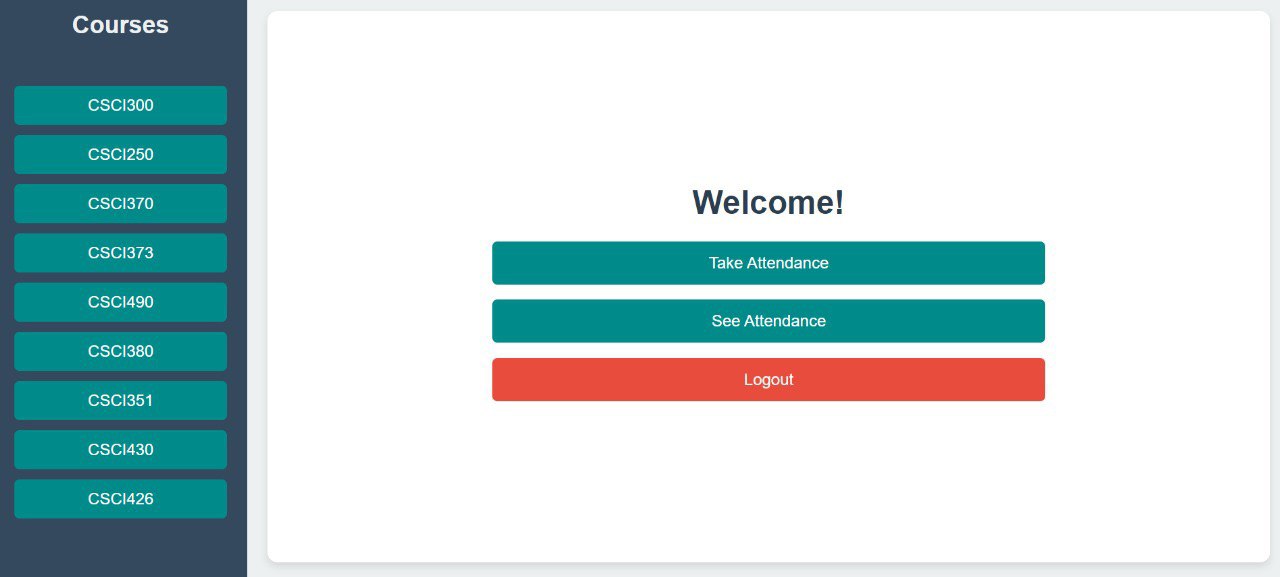 Courses
CSCI300
CSCI250
CSCI370
CSCI373
CSCI490
CSCI380
CSCI351
CSCI430
CSCI426
Welcome!
Take Attendance
See Attendance
Logout